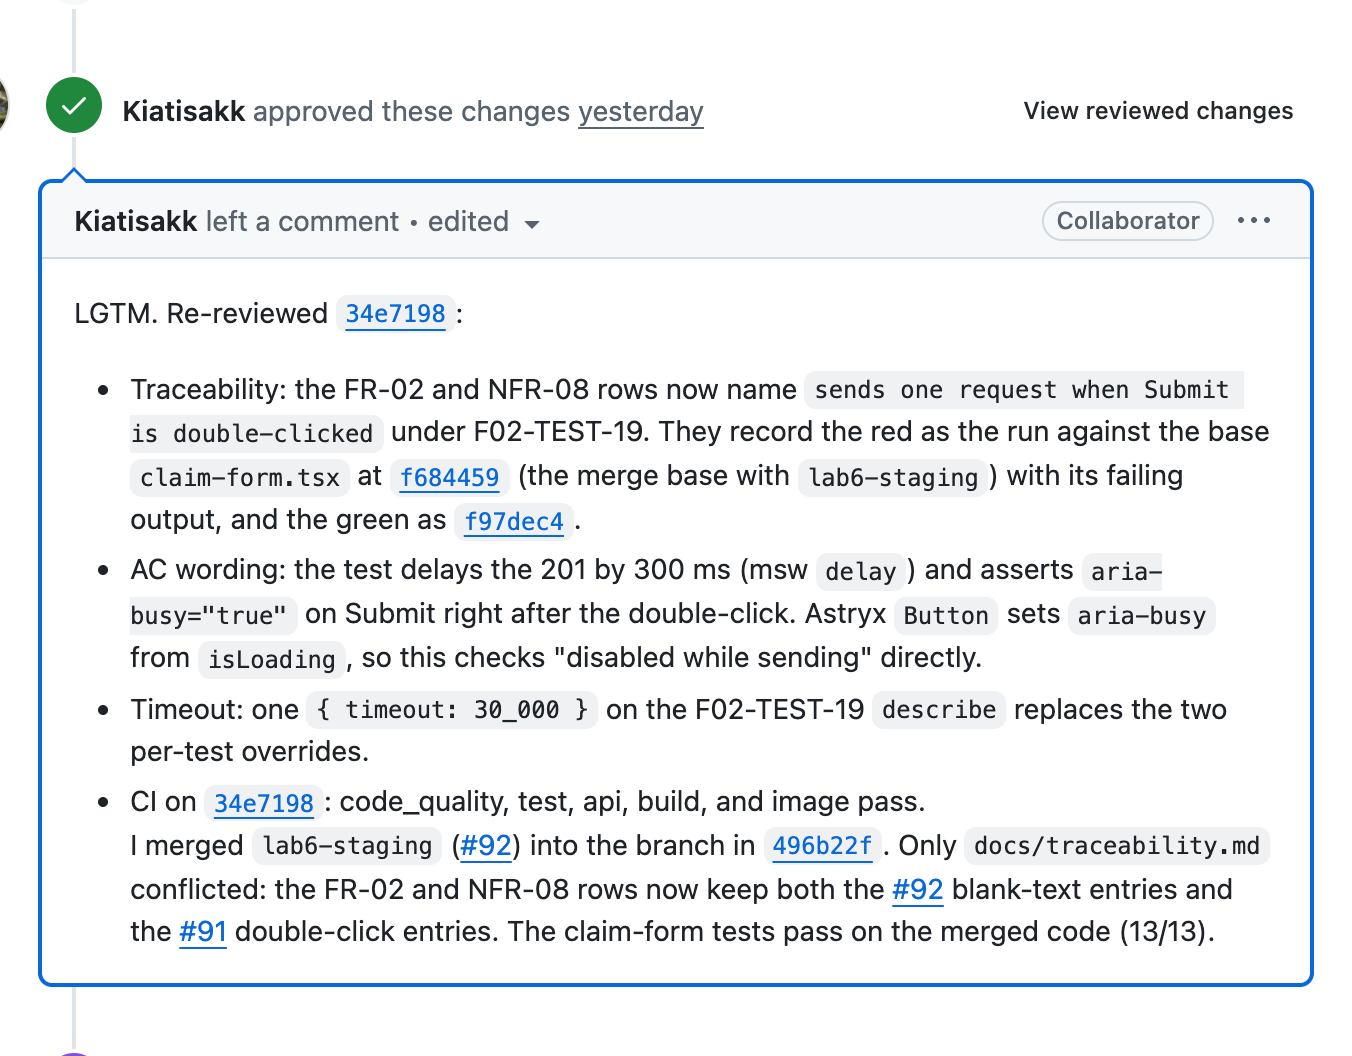 Kiatisakk approved these changes yesterday
View reviewed changes
Kiatisakk left a comment • edited
Collaborator
LGTM. Re-reviewed 34e7198:
• Traceability: the FR-02 and NFR-08 rows now name sends one request when Submit
is double-clicked under F02-TEST-19. They record the red as the run against the base
claim-form.tsx at f684459 (the merge base with lab6-staging) with its failing
output, and the green as f97dec4.
• AC wording: the test delays the 201 by 300 ms (msw delay) and asserts aria-
busy="true" on Submit right after the double-click. Astryx Button sets aria-busy
from isLoading, so this checks "disabled while sending" directly.
• Timeout: one { timeout: 30_000 } on the F02-TEST-19 describe replaces the two
per-test overrides.
• CI on 34e7198: code_quality, test, api, build, and image pass.
I merged lab6-staging (#92) into the branch in 496b22f. Only docs/traceability.md
conflicted: the FR-02 and NFR-08 rows now keep both the #92 blank-text entries and
the #91 double-click entries. The claim-form tests pass on the merged code (13/13).